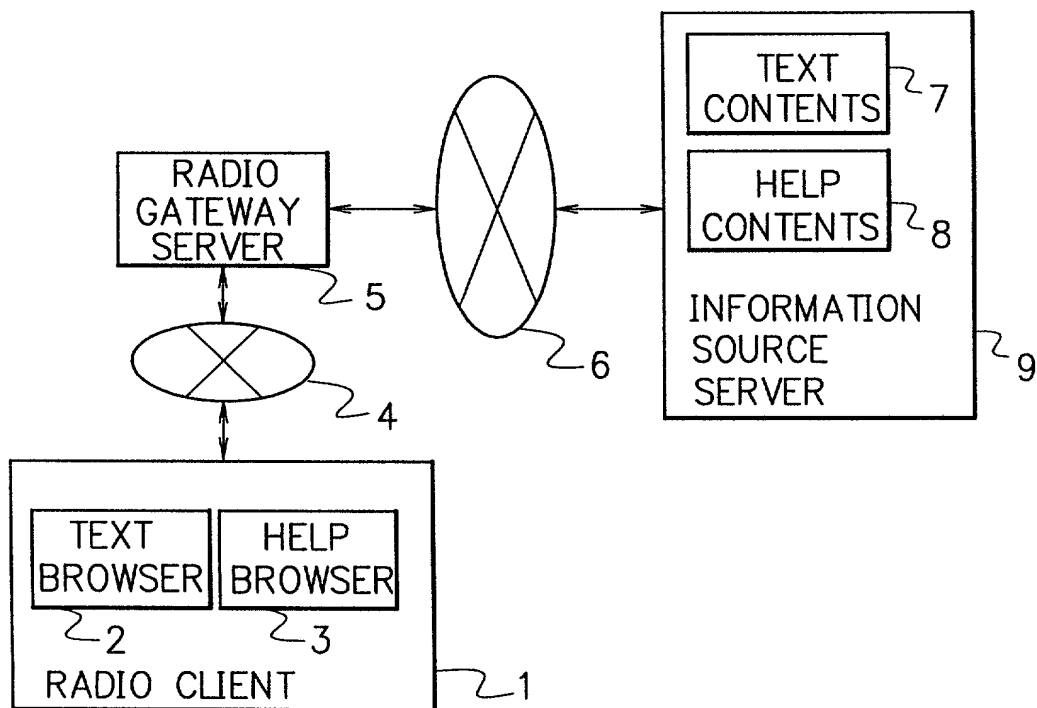 TEXT
CONTENTS
7
HELP
CONTENTS
8
INFORMATION
SOURCE
SERVER
9
RADIO
GATEWAY
SERVER
5
6
4
TEXT
BROWSER
2
HELP
BROWSER
3
RADIO CLIENT
1